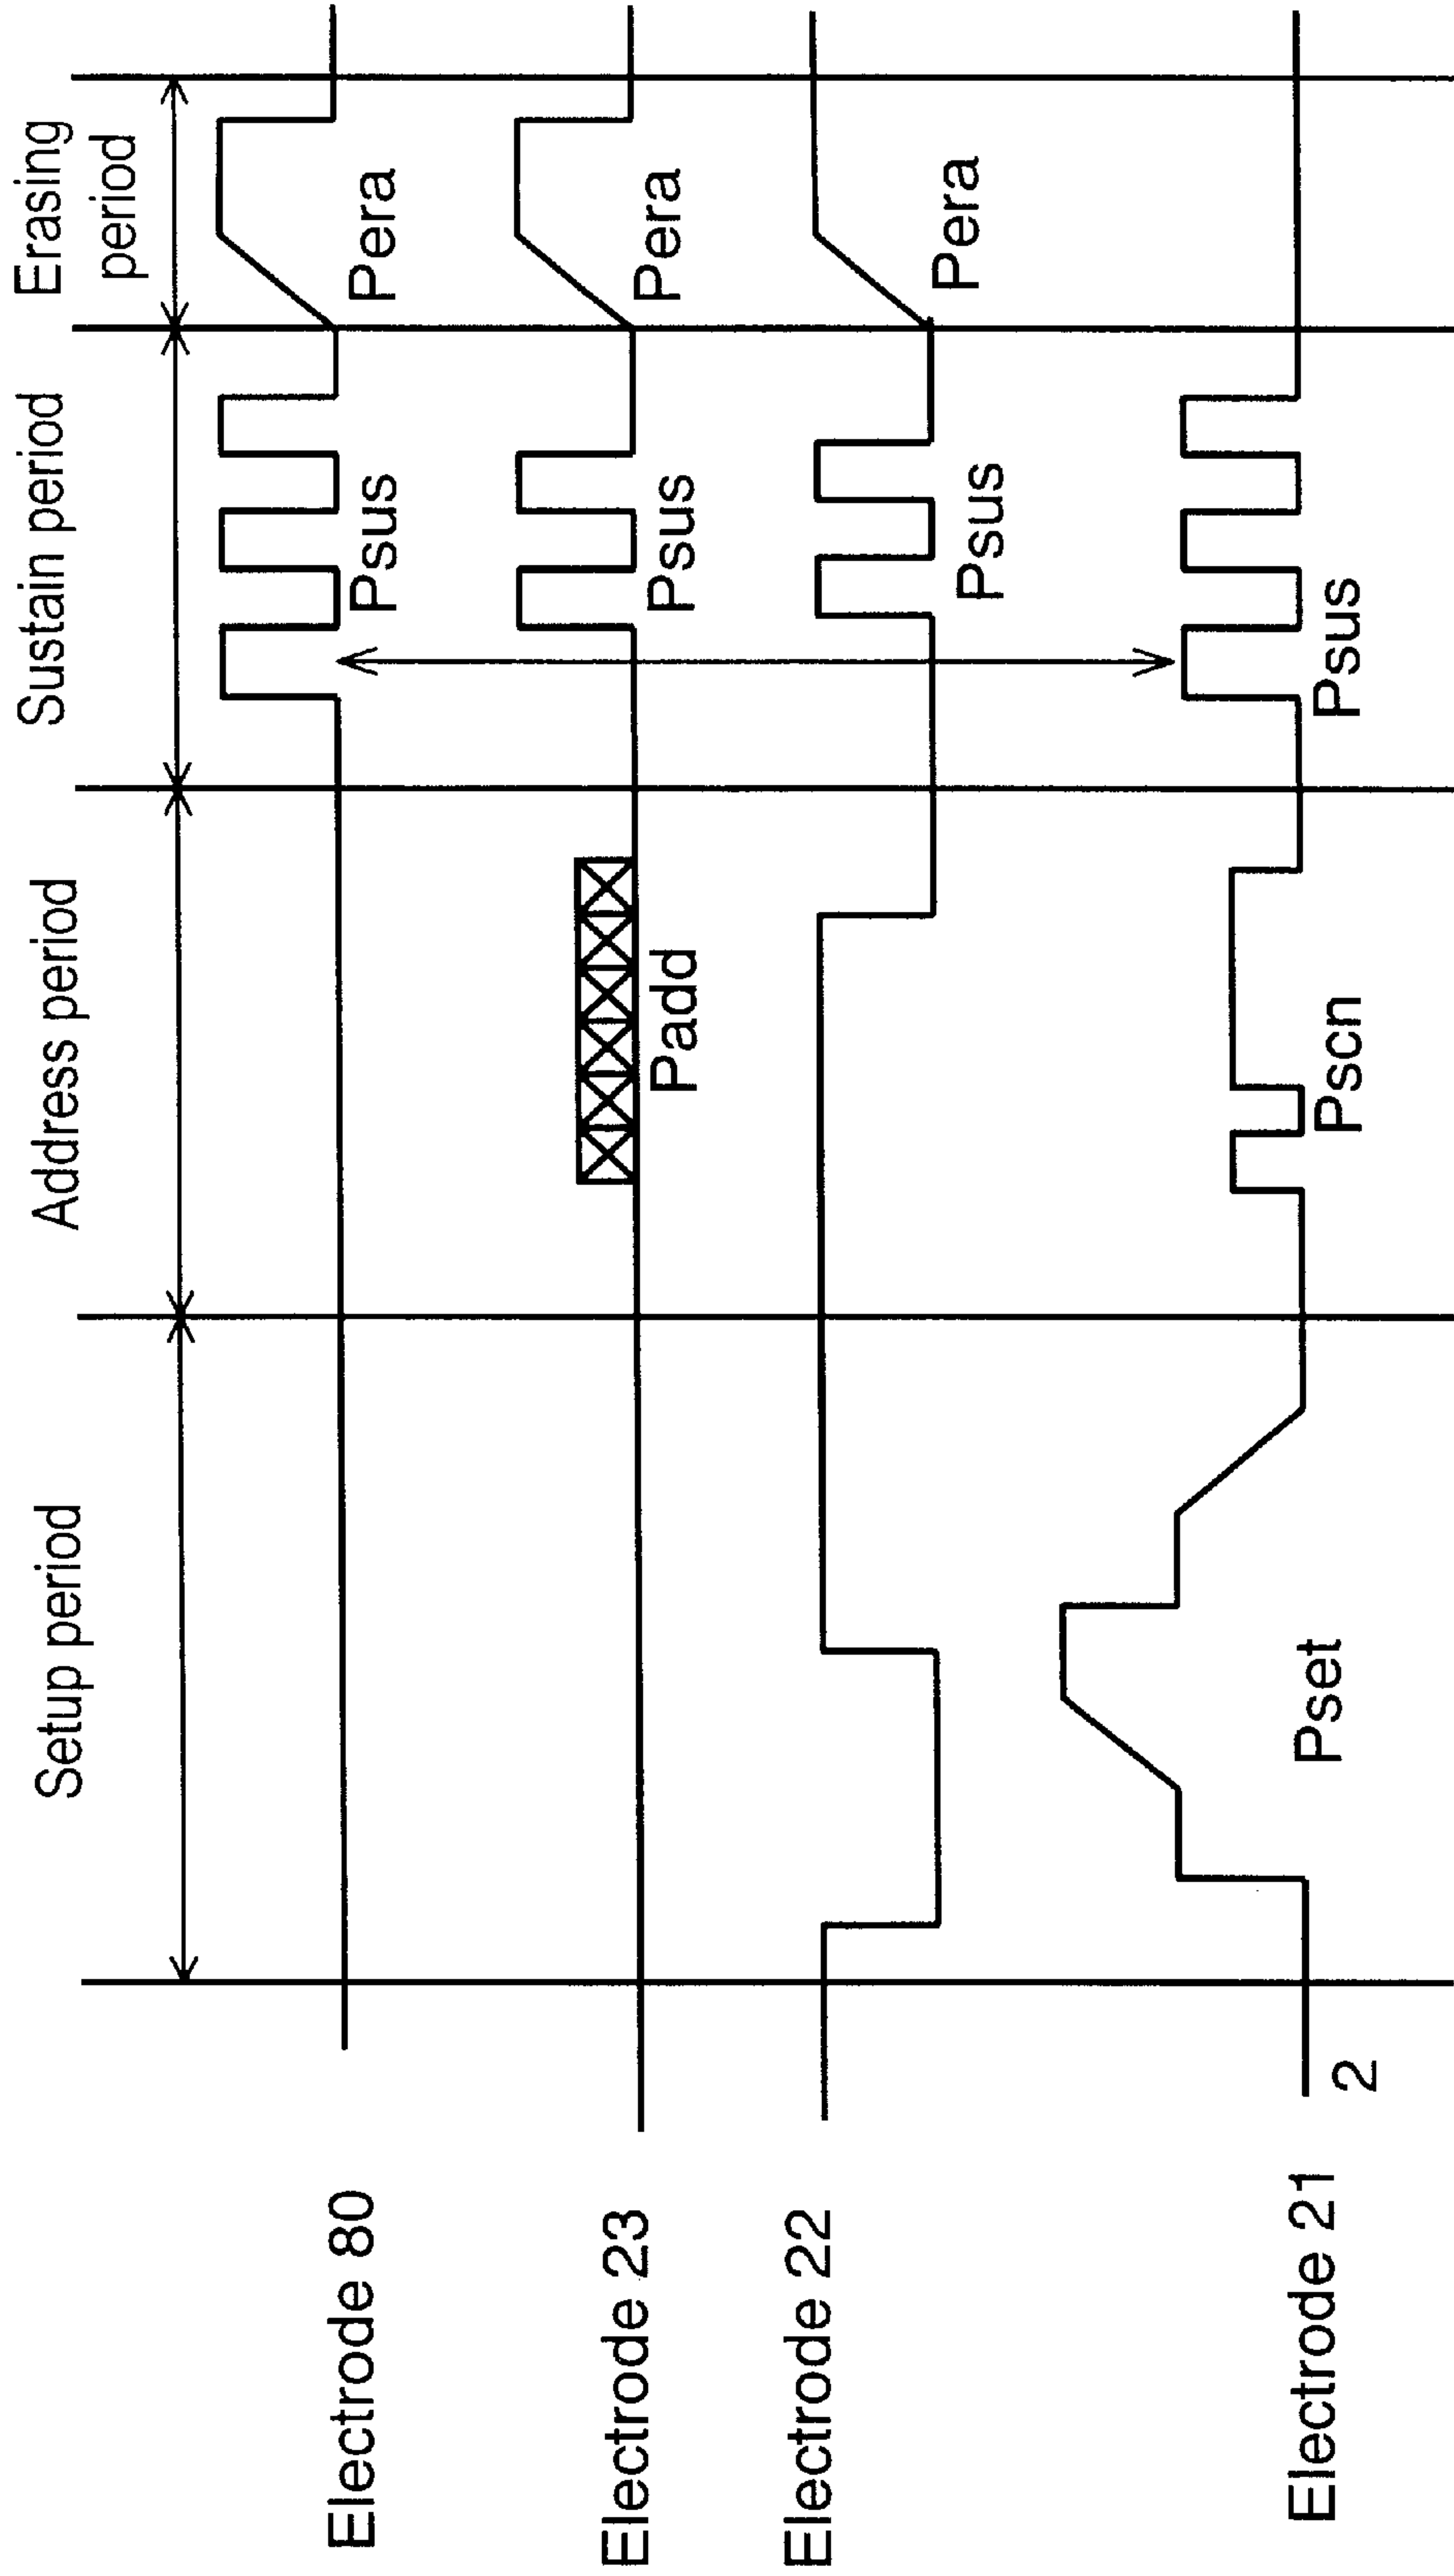 Setup period
Address period
Sustain period
Erasing
period
Electrode 80
Psus
Pera
Electrode 23
Padd
Psus
Pera
Electrode 22
Psus
Pera
Electrode 21
2
Pset
Pscn
Psus